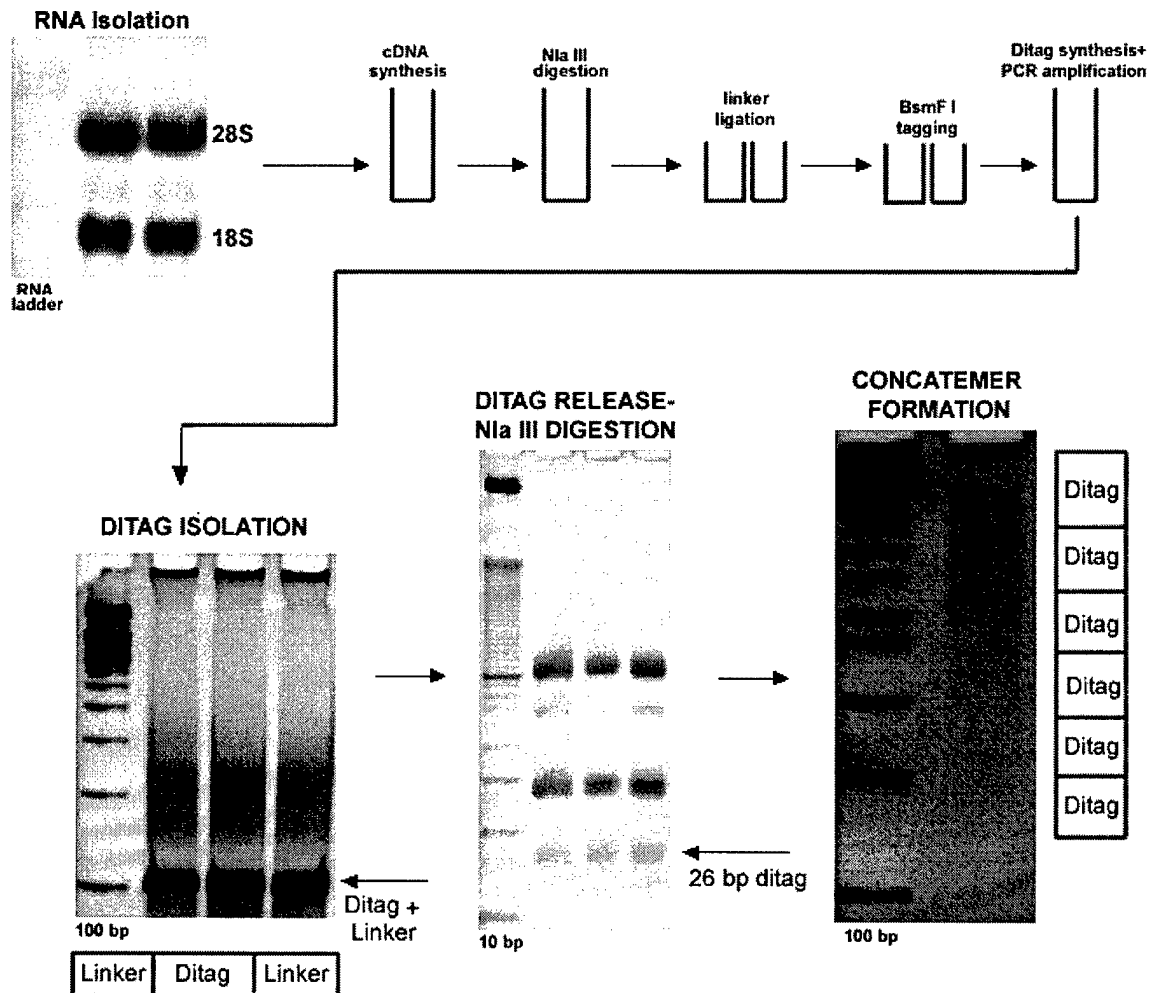 RNA Isolation
28S
18S
RNA
ladder
cDNA
synthesis
Nla III
digestion
linker
ligation
BsmF I
tagging
Ditag synthesis+
PCR amplification
DITAG ISOLATION
100 bp
Ditag +
Linker
Linker
Ditag
Linker
DITAG RELEASE-
Nla III DIGESTION
10 bp
26 bp ditag
CONCATEMER
FORMATION
100 bp
Ditag
Ditag
Ditag
Ditag
Ditag
Ditag